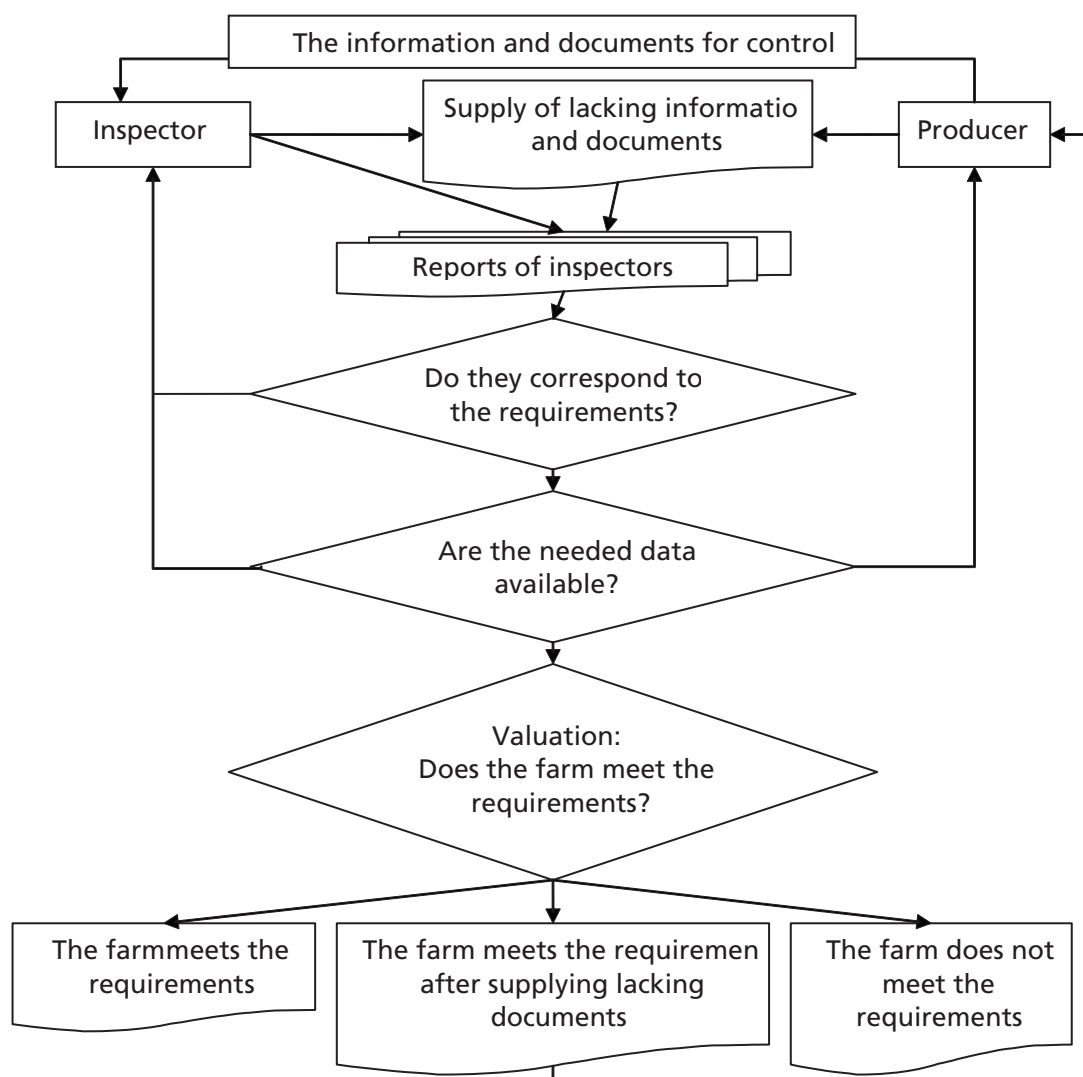 The information and documents for control
Inspector
Supply of lacking informatio
and documents
Producer
Reports of inspectors
Do they correspond to
the requirements?
Are the needed data
available?
Valuation:
Does the farm meet the
requirements?
The farmmeets the
requirements
The farm meets the requiremen
after supplying lacking
documents
The farm does not
meet the
requirements